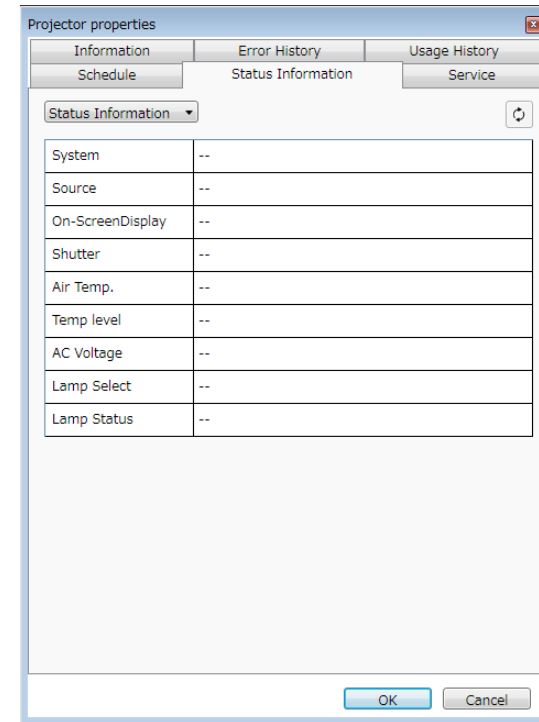 Projector properties
Information Error History Usage History
Schedule Status Information Service
Status Information
System --
Source --
On-ScreenDisplay --
Shutter --
Air Temp. --
Temp level --
AC Voltage --
Lamp Select --
Lamp Status --
OK Cancel